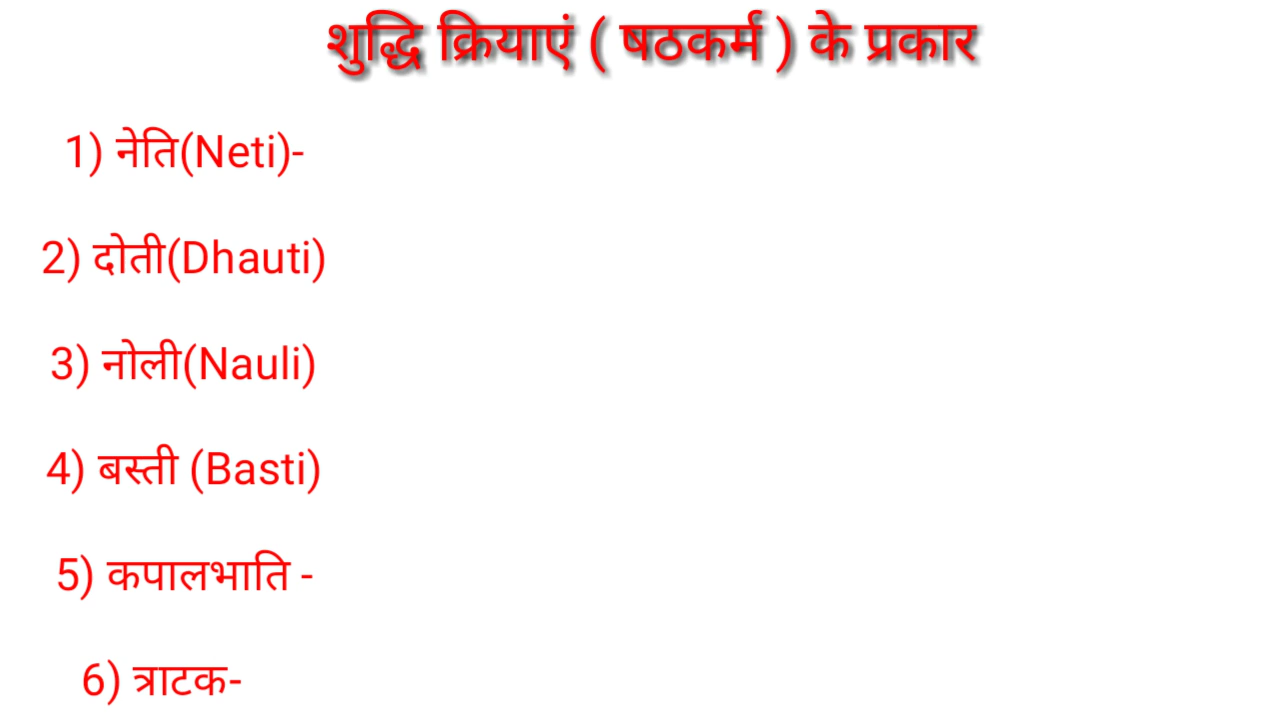 शुद्धि क्रियाएं ( षठकर्म ) के प्रकार
1) नेति(Neti)-
2) दोती(Dhauti)
3) नोली(Nauli)
4) बस्ती (Basti)
5) कपालभाति -
6) त्राटक-